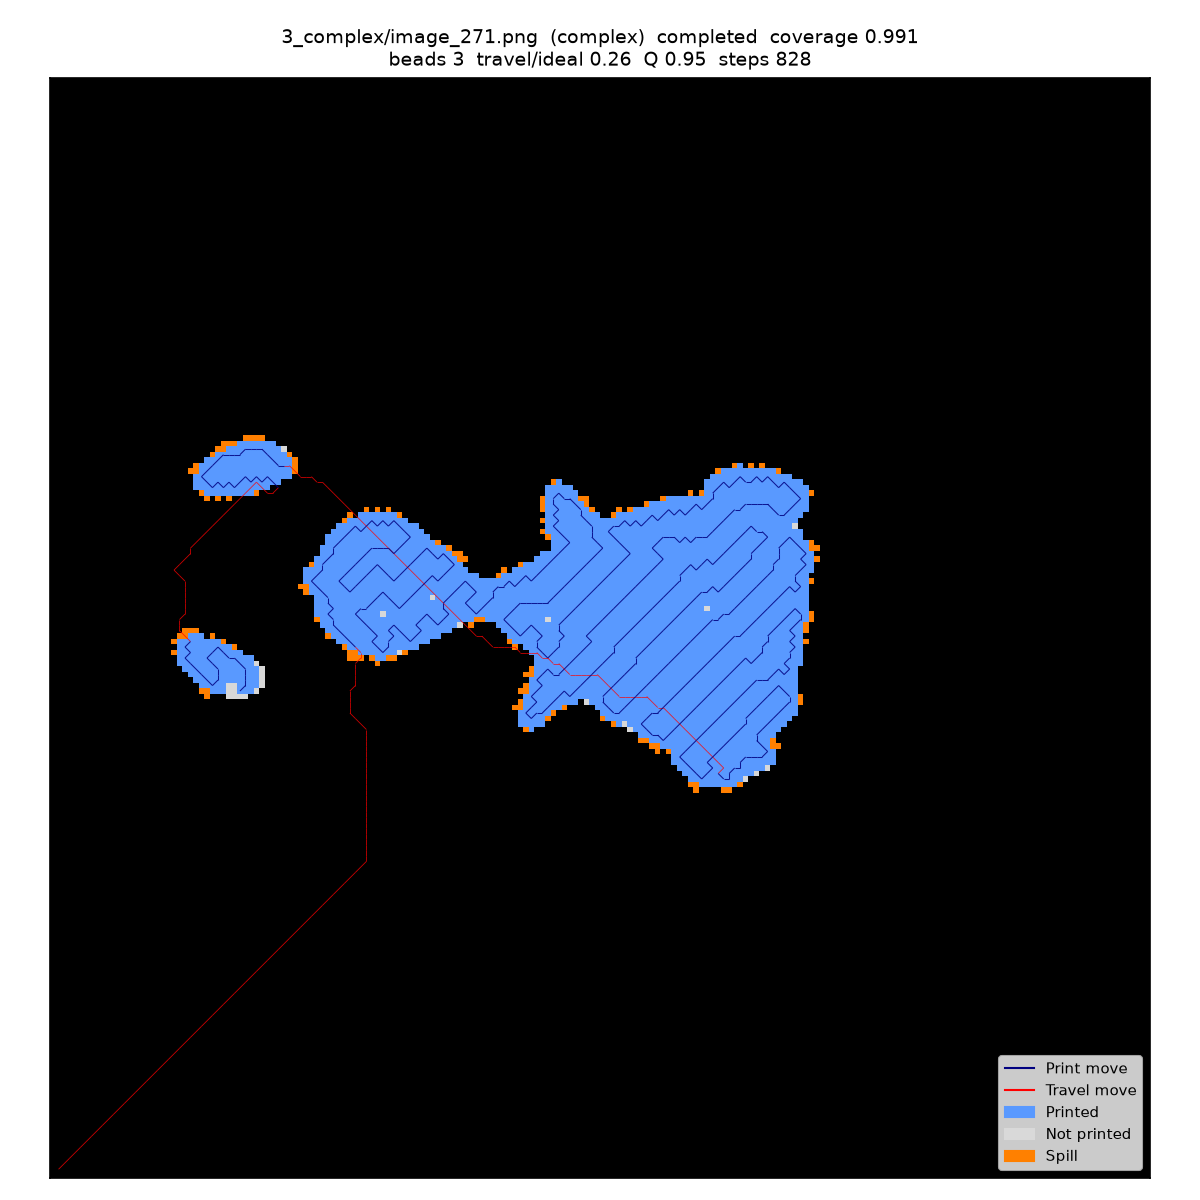 3_complex/image_271.png  (complex)  completed  coverage 0.991
beads 3  travel/ideal 0.26  Q 0.95  steps 828
Print move
Travel move
Printed
Not printed
Spill